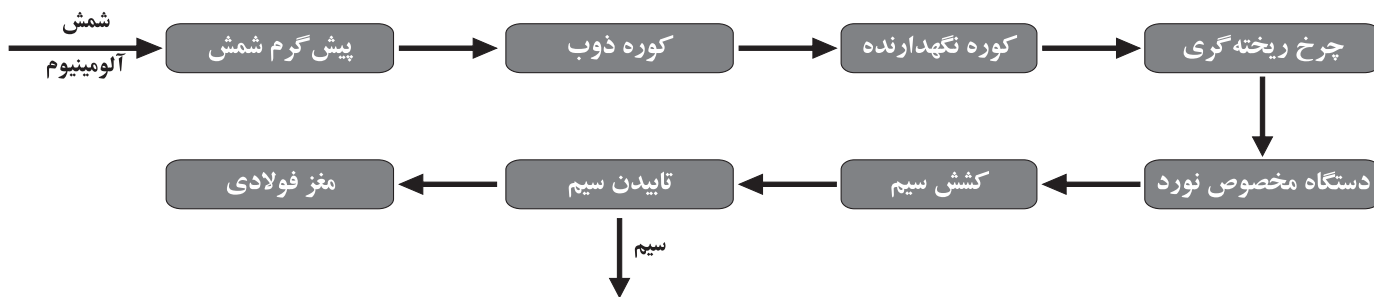 شمش
آلومینیوم
پیش‌گرم شمش
کوره ذوب
کوره نگهدارنده
چرخ ریخته‌گری
دستگاه مخصوص نورد
کشش سیم
تابیدن سیم
مغز فولادی
سیم